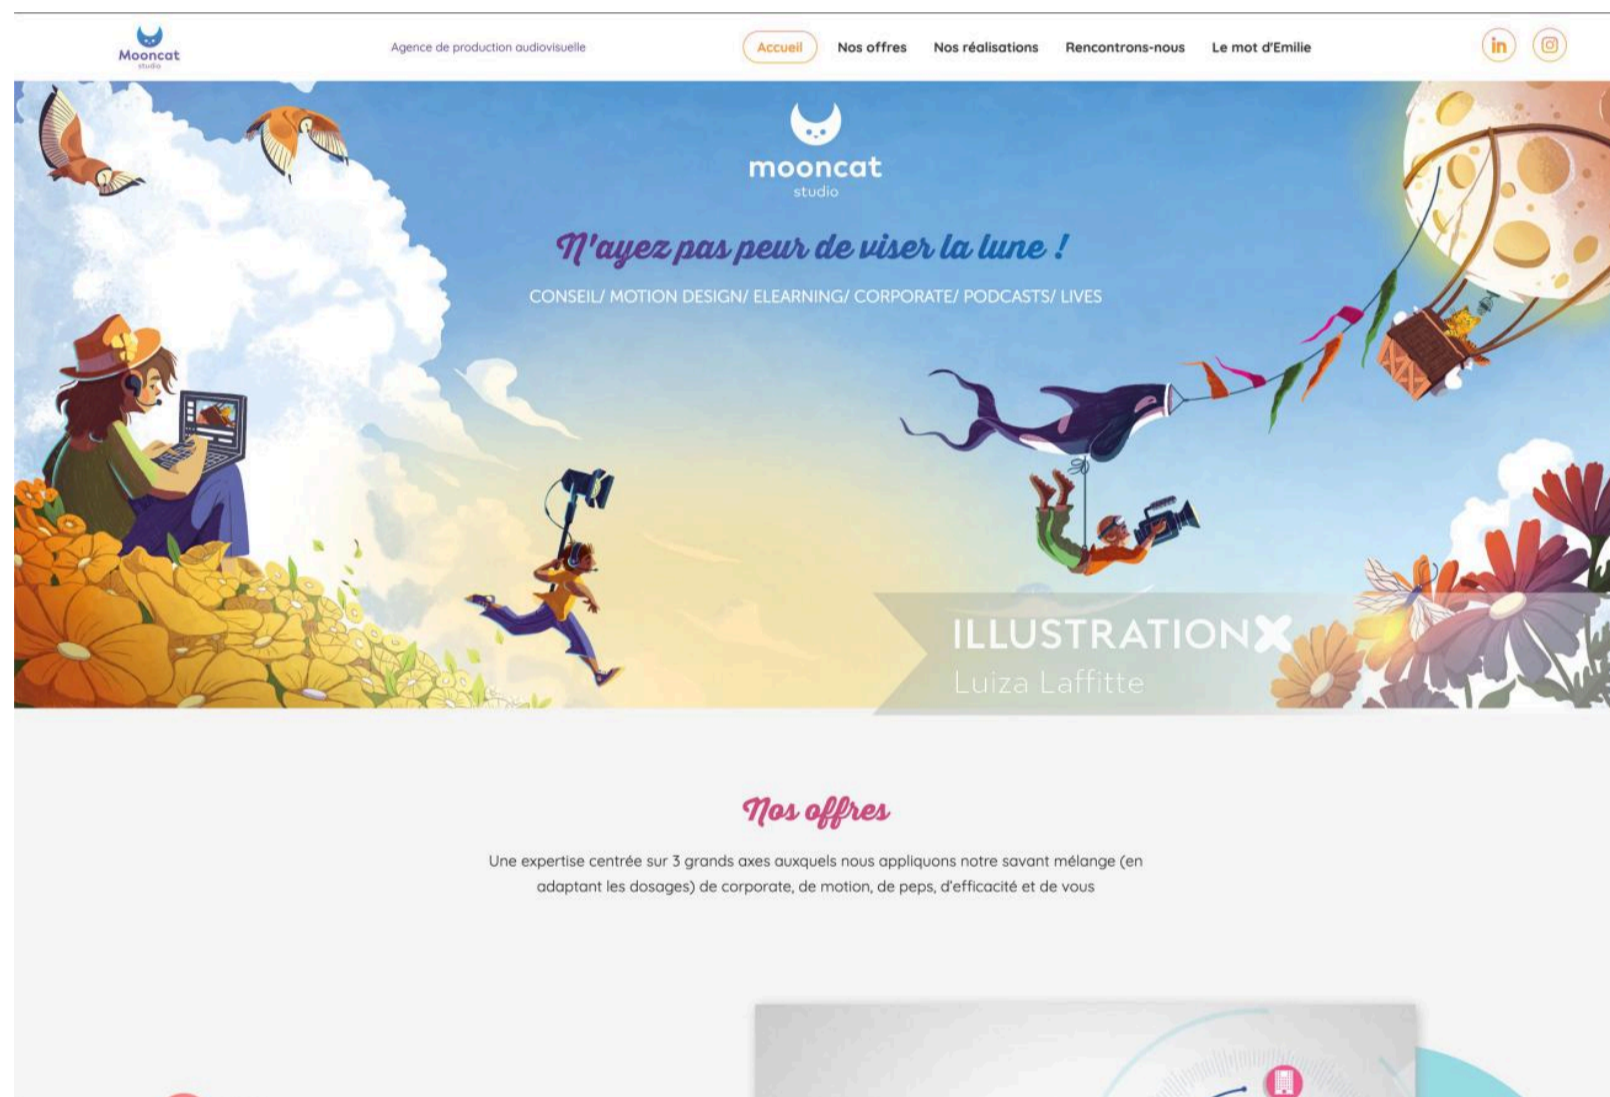 Mooncat
studio
Agence de production audiovisuelle
Accueil
Nos offres
Nos réalisations
Rencontrons-nous
Le mot d'Emilie
in
mooncat
studio
N'ayez pas peur de viser la lune !
CONSEIL/ MOTION DESIGN/ ELEARNING/ CORPORATE/ PODCASTS/ LIVES
ILLUSTRATIONX
Luiza Laffitte
Nos offres
Une expertise centrée sur 3 grands axes auxquels nous appliquons notre savant mélange (en
adaptant les dosages) de corporate, de motion, de peps, d'efficacité et de vous